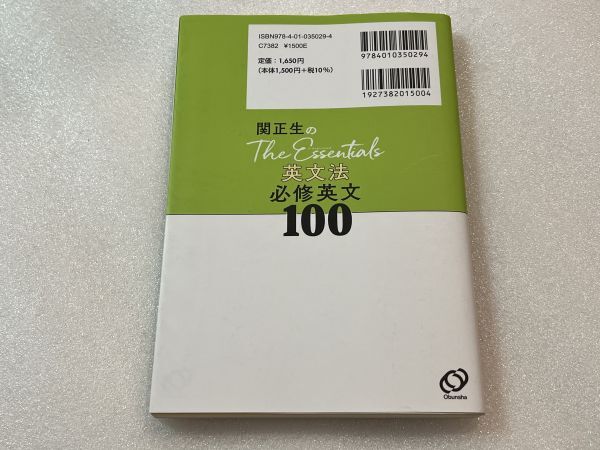 ISBN978-4-01-035029-4
C7382 ¥1500E
定価：1,650円
（本体1,500円＋税10%）
9784010350294
1927382015004
関正生の
The Essentials
英文法
必修英文
100
Obunsha